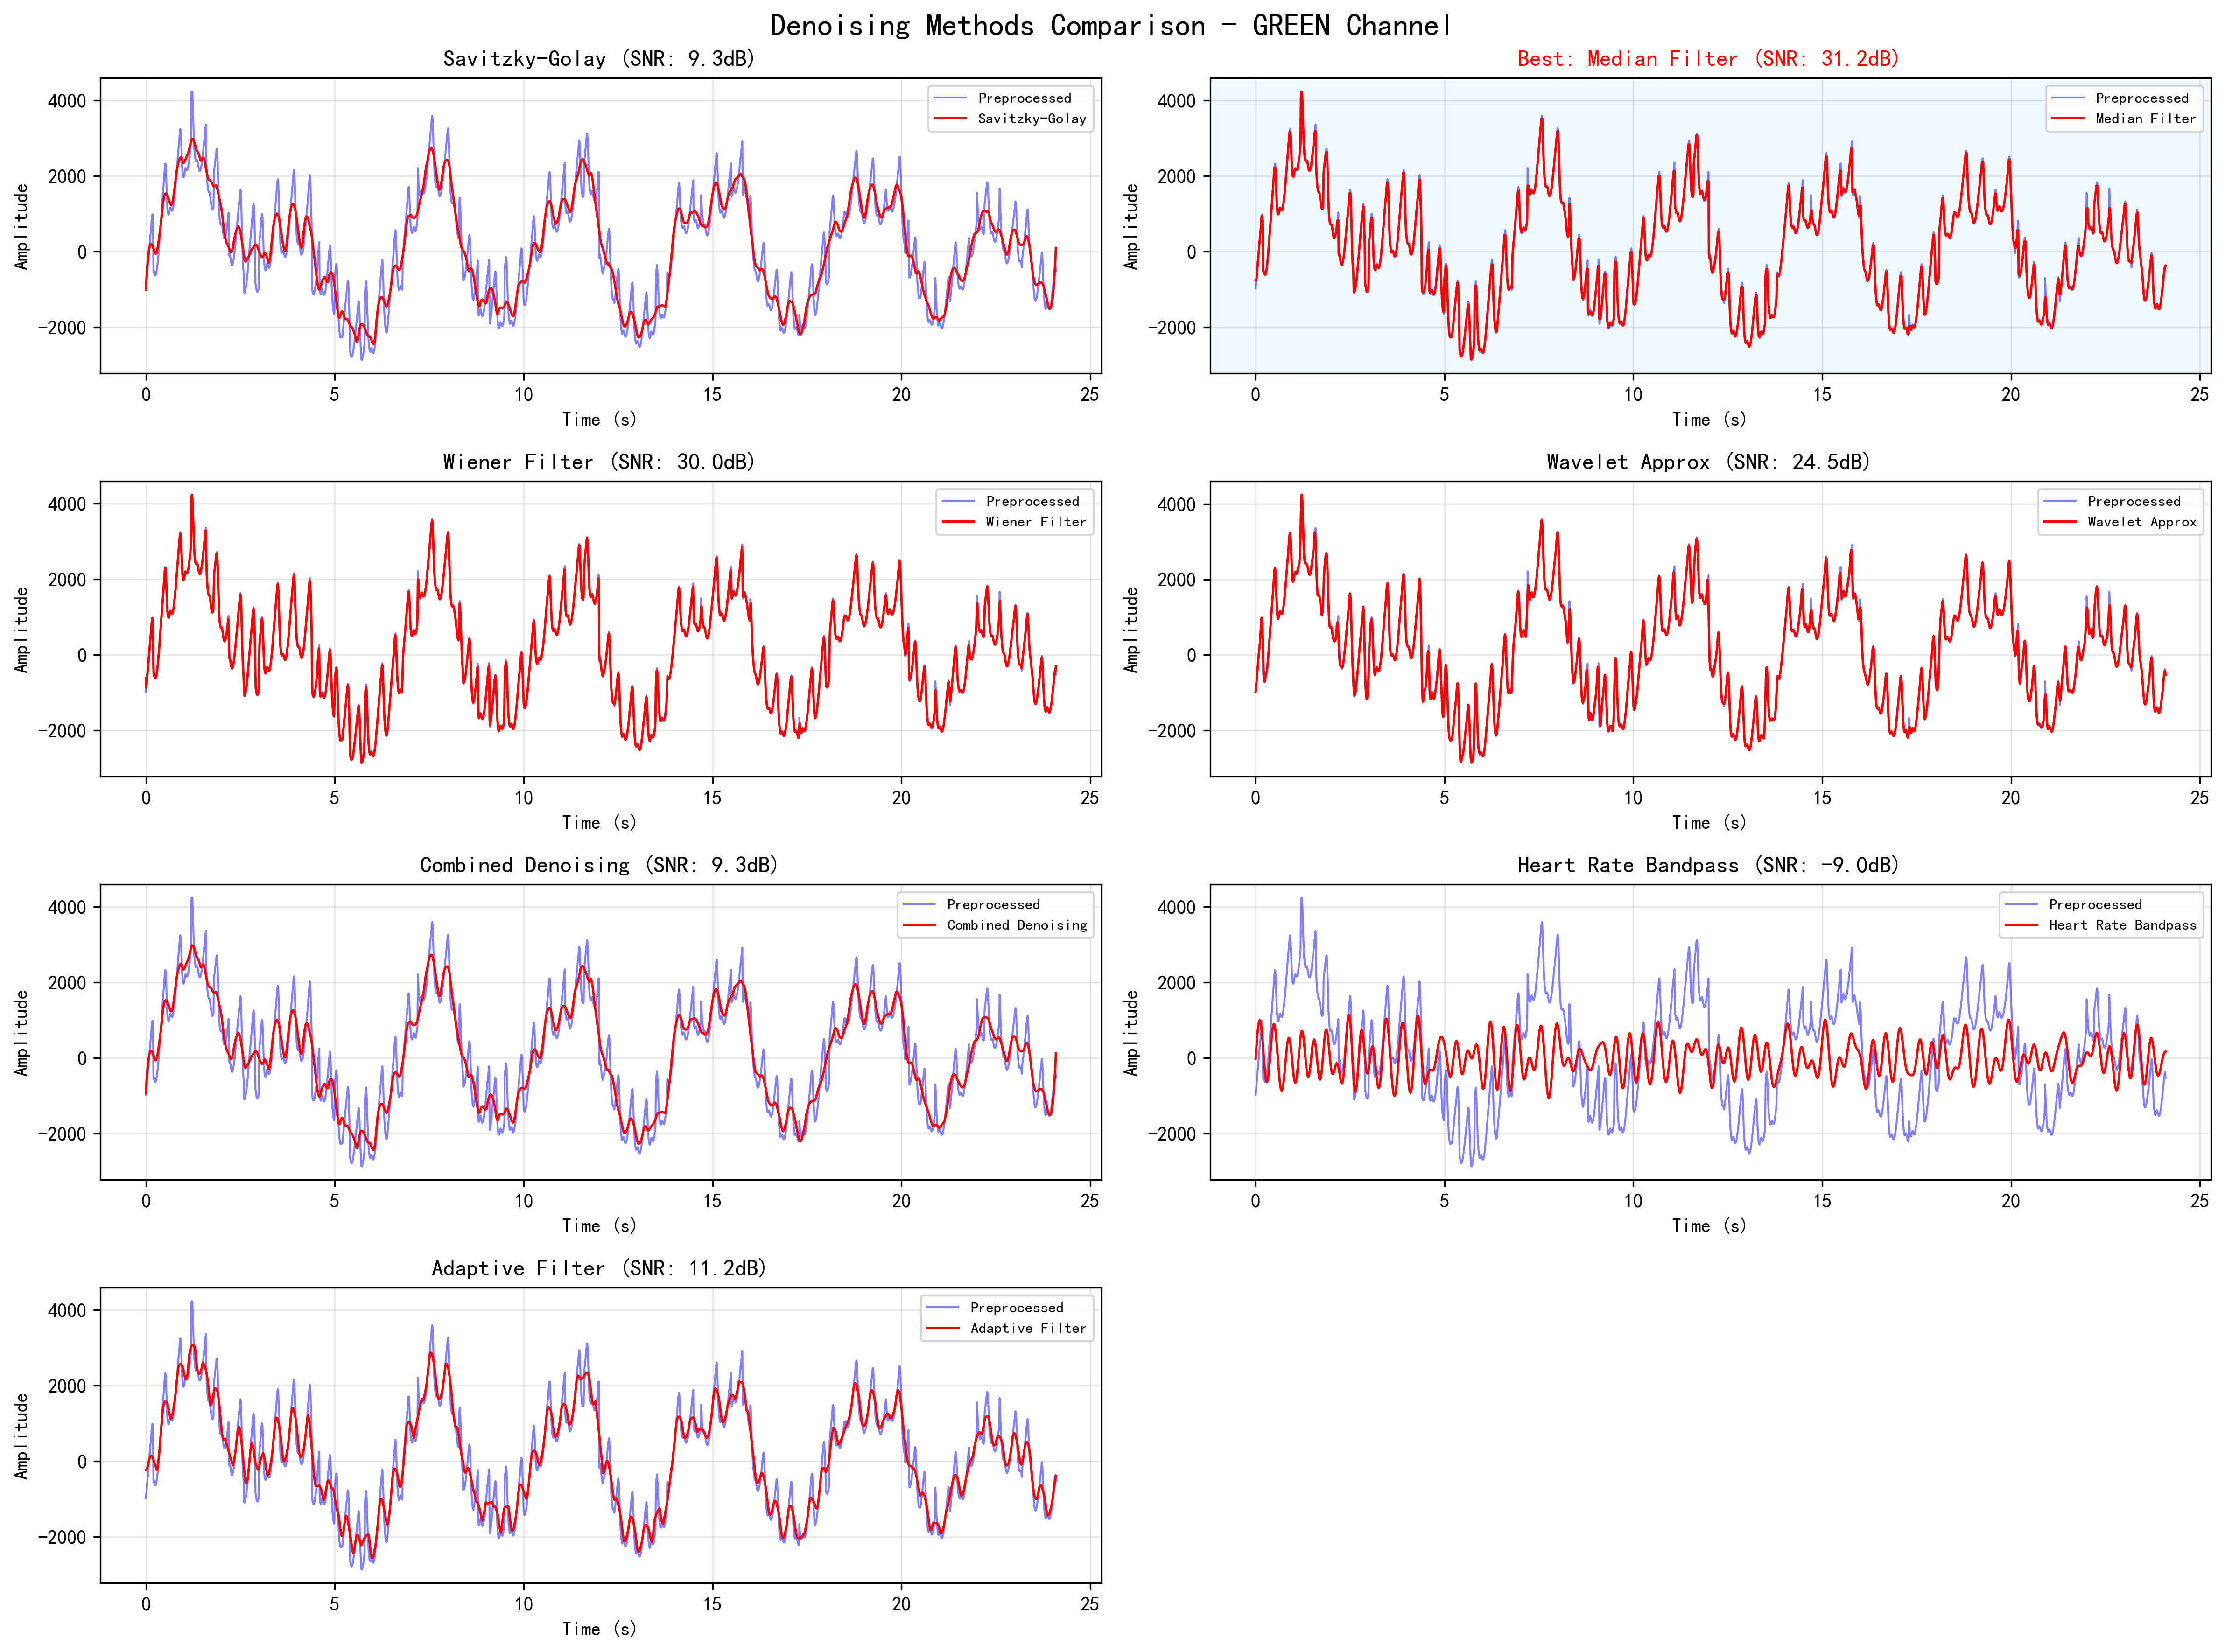 Denoising Methods Comparison - GREEN Channel
Savitzky-Golay (SNR: 9.3dB)
4000
2000
0
−2000
Amplitude
Preprocessed
Savitzky-Golay
0 5 10 15 20 25
Time (s)
Best: Median Filter (SNR: 31.2dB)
4000
2000
0
−2000
Amplitude
Preprocessed
Median Filter
0 5 10 15 20 25
Time (s)
Wiener Filter (SNR: 30.0dB)
4000
2000
0
−2000
Amplitude
Preprocessed
Wiener Filter
0 5 10 15 20 25
Time (s)
Wavelet Approx (SNR: 24.5dB)
4000
2000
0
−2000
Amplitude
Preprocessed
Wavelet Approx
0 5 10 15 20 25
Time (s)
Combined Denoising (SNR: 9.3dB)
4000
2000
0
−2000
Amplitude
Preprocessed
Combined Denoising
0 5 10 15 20 25
Time (s)
Heart Rate Bandpass (SNR: -9.0dB)
4000
2000
0
−2000
Amplitude
Preprocessed
Heart Rate Bandpass
0 5 10 15 20 25
Time (s)
Adaptive Filter (SNR: 11.2dB)
4000
2000
0
−2000
Amplitude
Preprocessed
Adaptive Filter
0 5 10 15 20 25
Time (s)